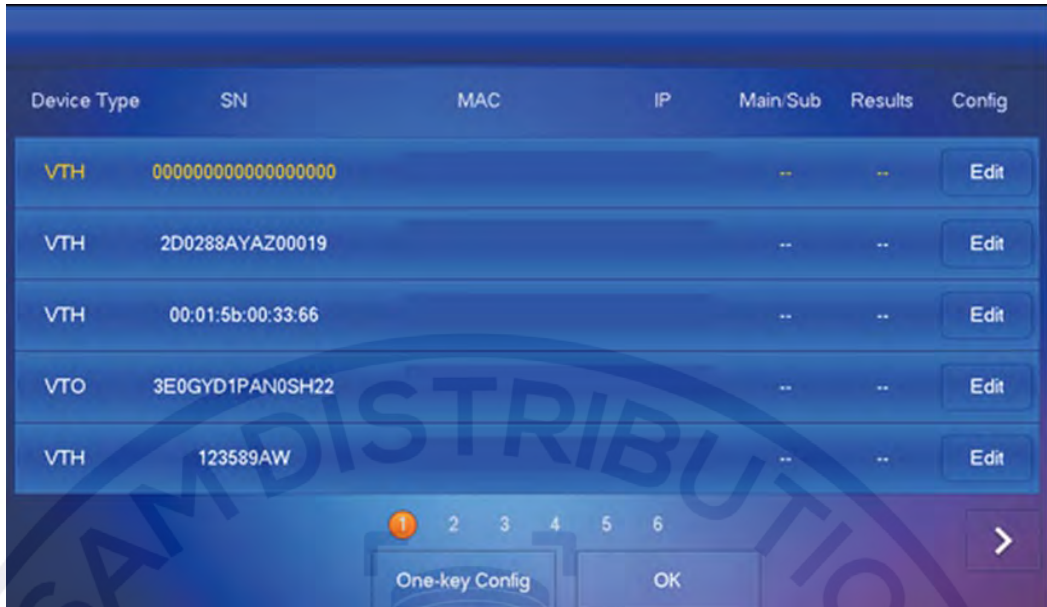 Device Type SN MAC IP Main/Sub Results Config
VTH 000000000000000000 -- -- Edit
VTH 2D0288AYAZ00019 -- -- Edit
VTH 00:01:5b:00:33:66 -- -- Edit
VTO 3E0GYD1PAN0SH22 -- -- Edit
VTH 123589AW -- -- Edit
1 2 3 4 5 6 >
One-key Config OK
SAM DISTRIBUTIO